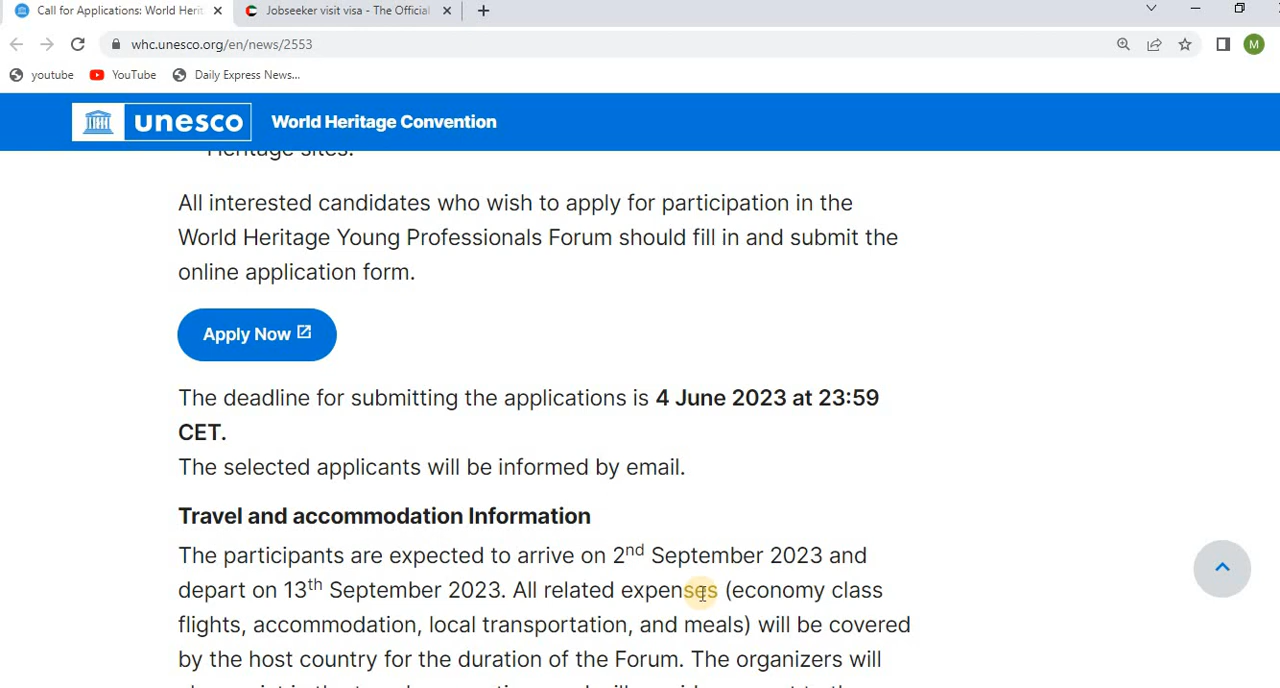 Call for Applications: World Herit
Jobseeker visit visa - The Official
whc.unesco.org/en/news/2553
M
youtube
YouTube
Daily Express News...
unesco
World Heritage Convention
Heritage sites.
All interested candidates who wish to apply for participation in the
World Heritage Young Professionals Forum should fill in and submit the
online application form.
Apply Now
The deadline for submitting the applications is 4 June 2023 at 23:59
CET.
The selected applicants will be informed by email.
Travel and accommodation Information
The participants are expected to arrive on 2nd September 2023 and
depart on 13th September 2023. All related expenses (economy class
flights, accommodation, local transportation, and meals) will be covered
by the host country for the duration of the Forum. The organizers will